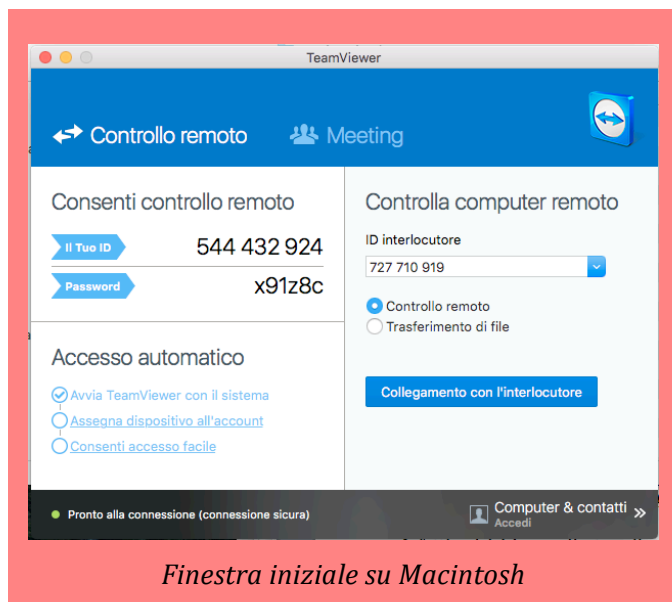 TeamViewer
Controllo remoto
Meeting
Consenti controllo remoto
Il Tuo ID
544 432 924
Password
x91z8c
Accesso automatico
Avvia TeamViewer con il sistema
Assegna dispositivo all'account
Consenti accesso facile
Controlla computer remoto
ID interlocutore
727 710 919
Controllo remoto
Trasferimento di file
Collegamento con l'interlocutore
Pronto alla connessione (connessione sicura)
Computer & contatti
Accedi
Finestra iniziale su Macintosh